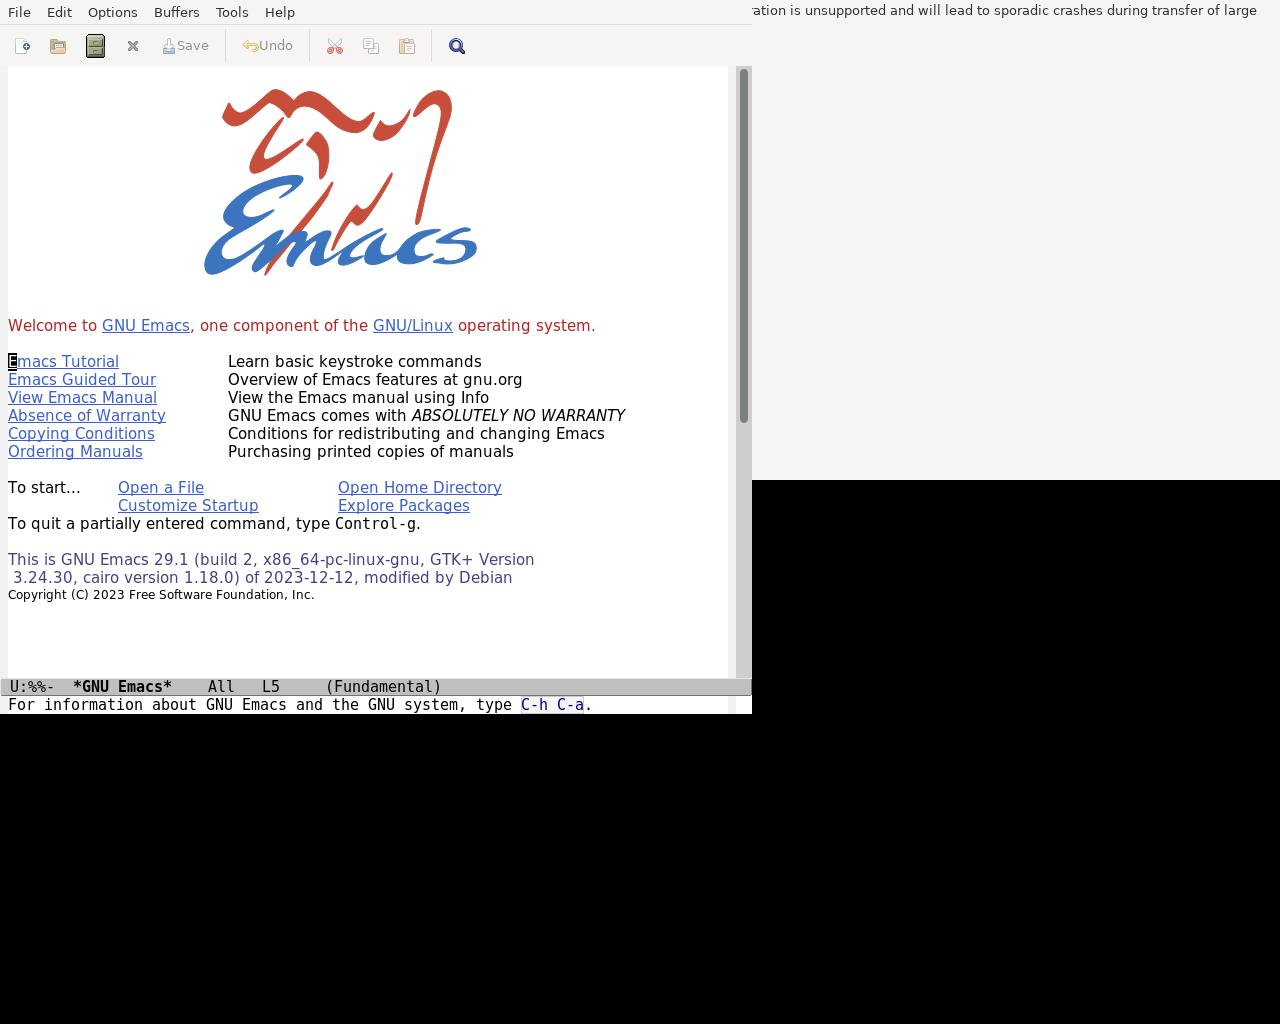 File Edit Options Buffers Tools Help
ation is unsupported and will lead to sporadic crashes during transfer of large
Save Undo
Emacs
Welcome to GNU Emacs, one component of the GNU/Linux operating system.
Emacs Tutorial Learn basic keystroke commands
Emacs Guided Tour Overview of Emacs features at gnu.org
View Emacs Manual View the Emacs manual using Info
Absence of Warranty GNU Emacs comes with ABSOLUTELY NO WARRANTY
Copying Conditions Conditions for redistributing and changing Emacs
Ordering Manuals Purchasing printed copies of manuals
To start... Open a File Open Home Directory
Customize Startup Explore Packages
To quit a partially entered command, type Control-g.
This is GNU Emacs 29.1 (build 2, x86_64-pc-linux-gnu, GTK+ Version
3.24.30, cairo version 1.18.0) of 2023-12-12, modified by Debian
Copyright (C) 2023 Free Software Foundation, Inc.
U:%%- *GNU Emacs* All L5 (Fundamental)
For information about GNU Emacs and the GNU system, type C-h C-a.